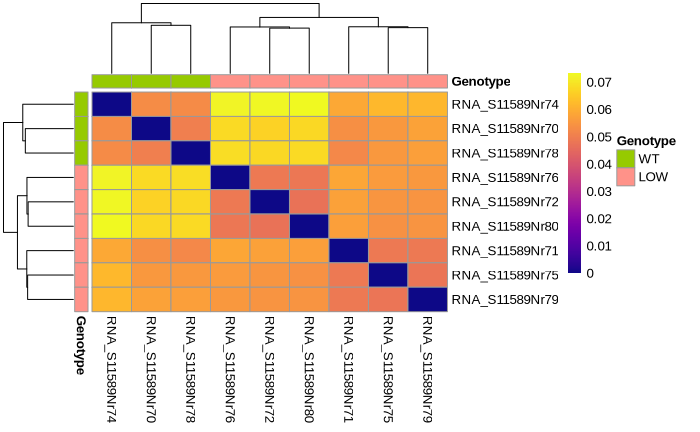 Genotype
RNA_S11589Nr74
RNA_S11589Nr70
RNA_S11589Nr78
RNA_S11589Nr76
RNA_S11589Nr72
RNA_S11589Nr80
RNA_S11589Nr71
RNA_S11589Nr75
RNA_S11589Nr79
0.07
0.06
0.05
0.04
0.03
0.02
0.01
0
Genotype
WT
LOW
Genotype
RNA_S11589Nr74
RNA_S11589Nr70
RNA_S11589Nr78
RNA_S11589Nr76
RNA_S11589Nr72
RNA_S11589Nr80
RNA_S11589Nr71
RNA_S11589Nr75
RNA_S11589Nr79